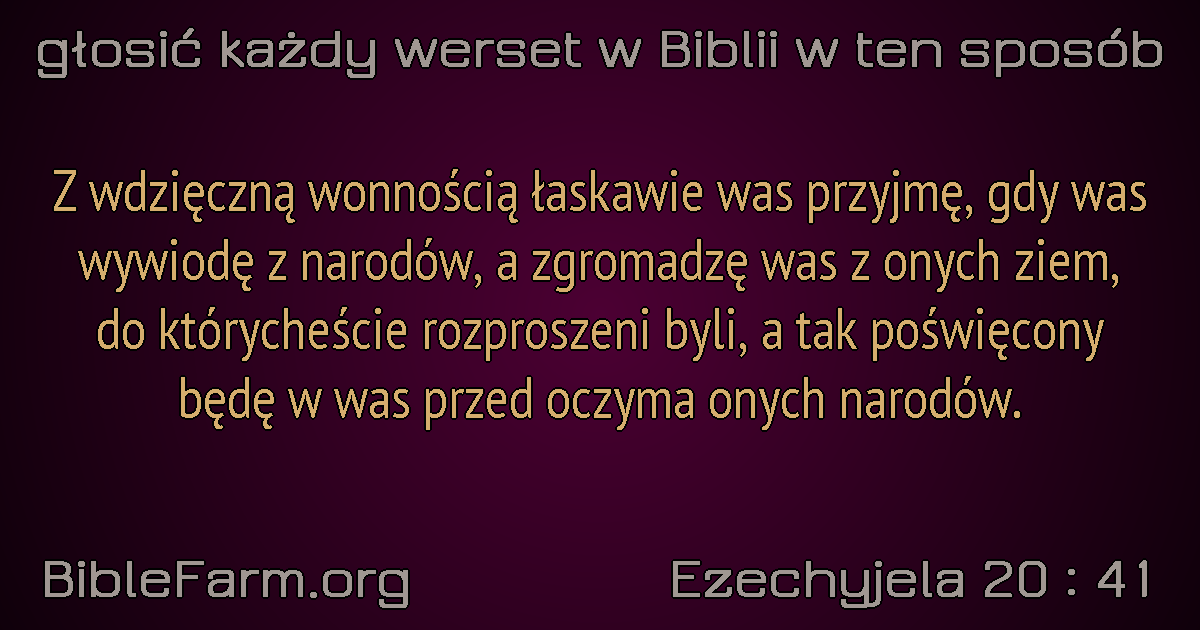 głosić każdy werset w Biblii w ten sposób
Z wdzięczną wonnością łaskawie was przyjmę, gdy was
wywiodę z narodów, a zgromadzę was z onych ziem,
do którycheście rozproszeni byli, a tak poświęcony
będę w was przed oczyma onych narodów.
BibleFarm.org
Ezechyjela 20 : 41